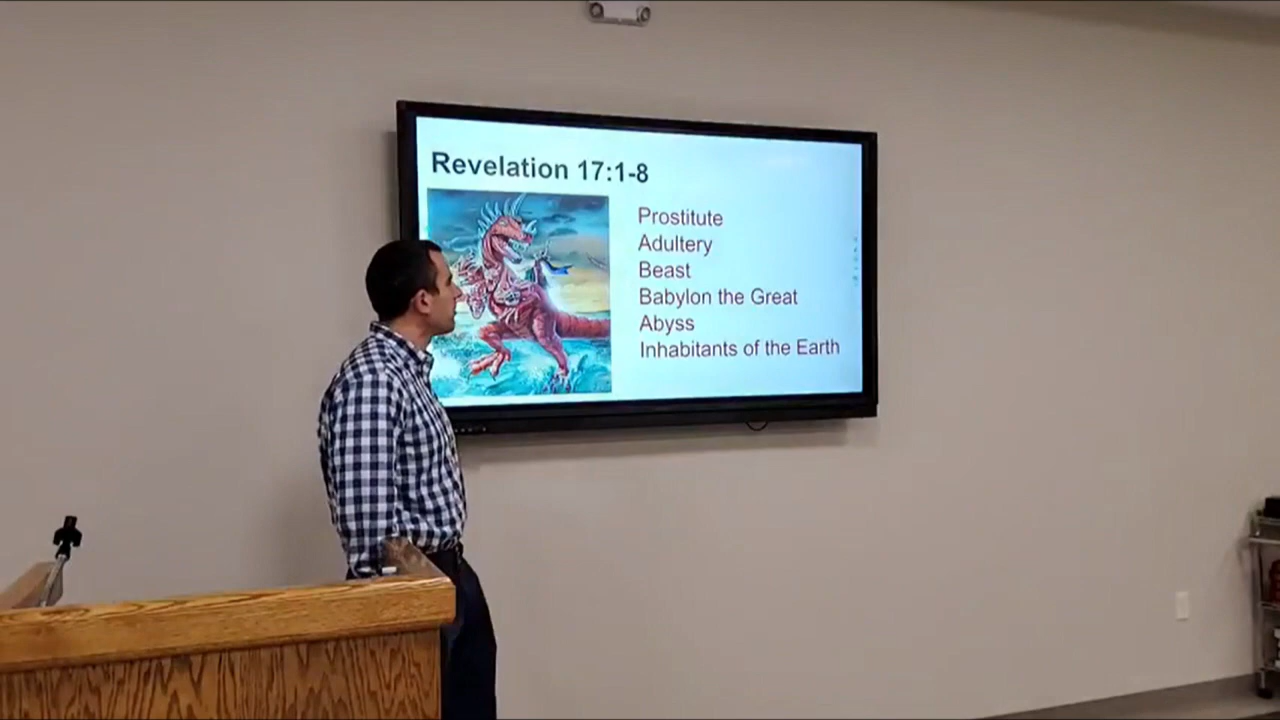 Revelation 17:1-8
Prostitute
Adultery
Beast
Babylon the Great
Abyss
Inhabitants of the Earth